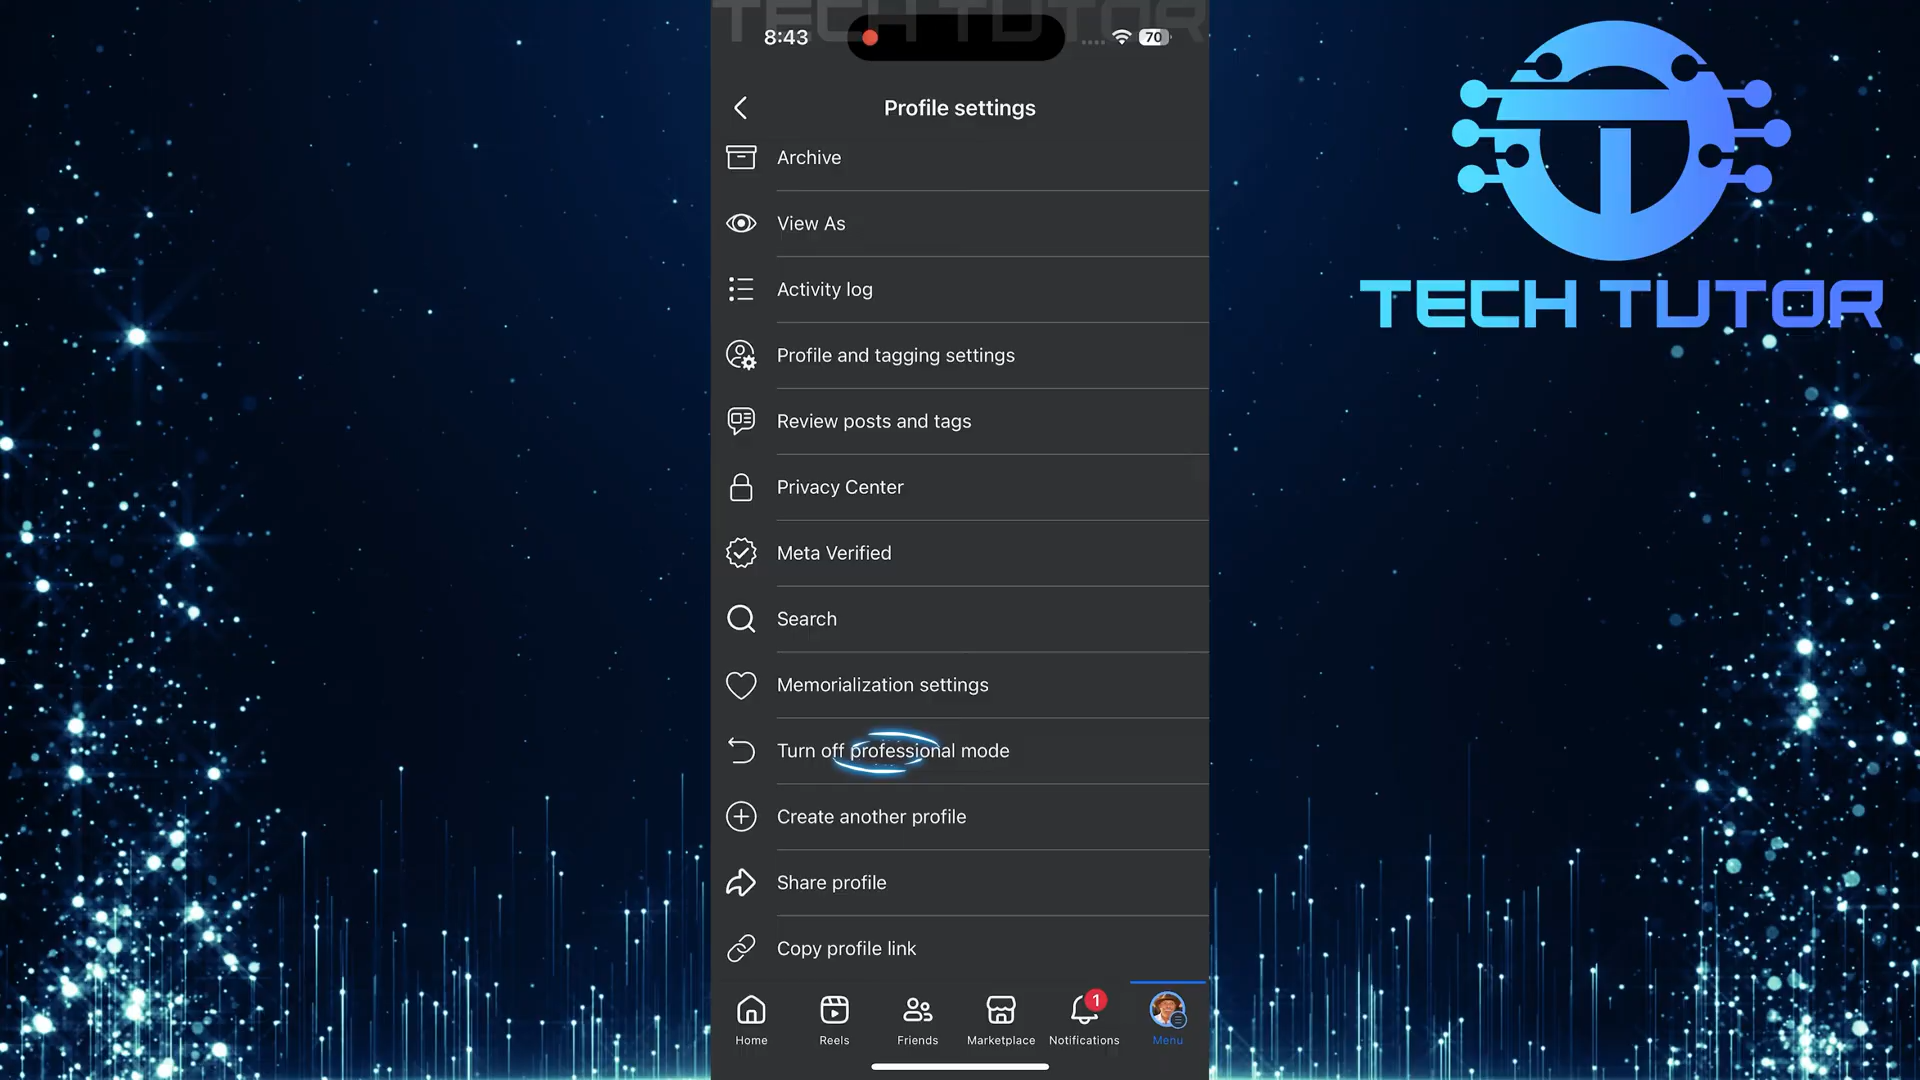 TECH TUTOR
8:43
70
Profile settings
TECH TUTOR
Archive
View As
Activity log
Profile and tagging settings
Review posts and tags
Privacy Center
Meta Verified
Search
Memorialization settings
Turn off professional mode
Create another profile
Share profile
Copy profile link
1
Home
Reels
Friends
Marketplace
Notifications
Menu